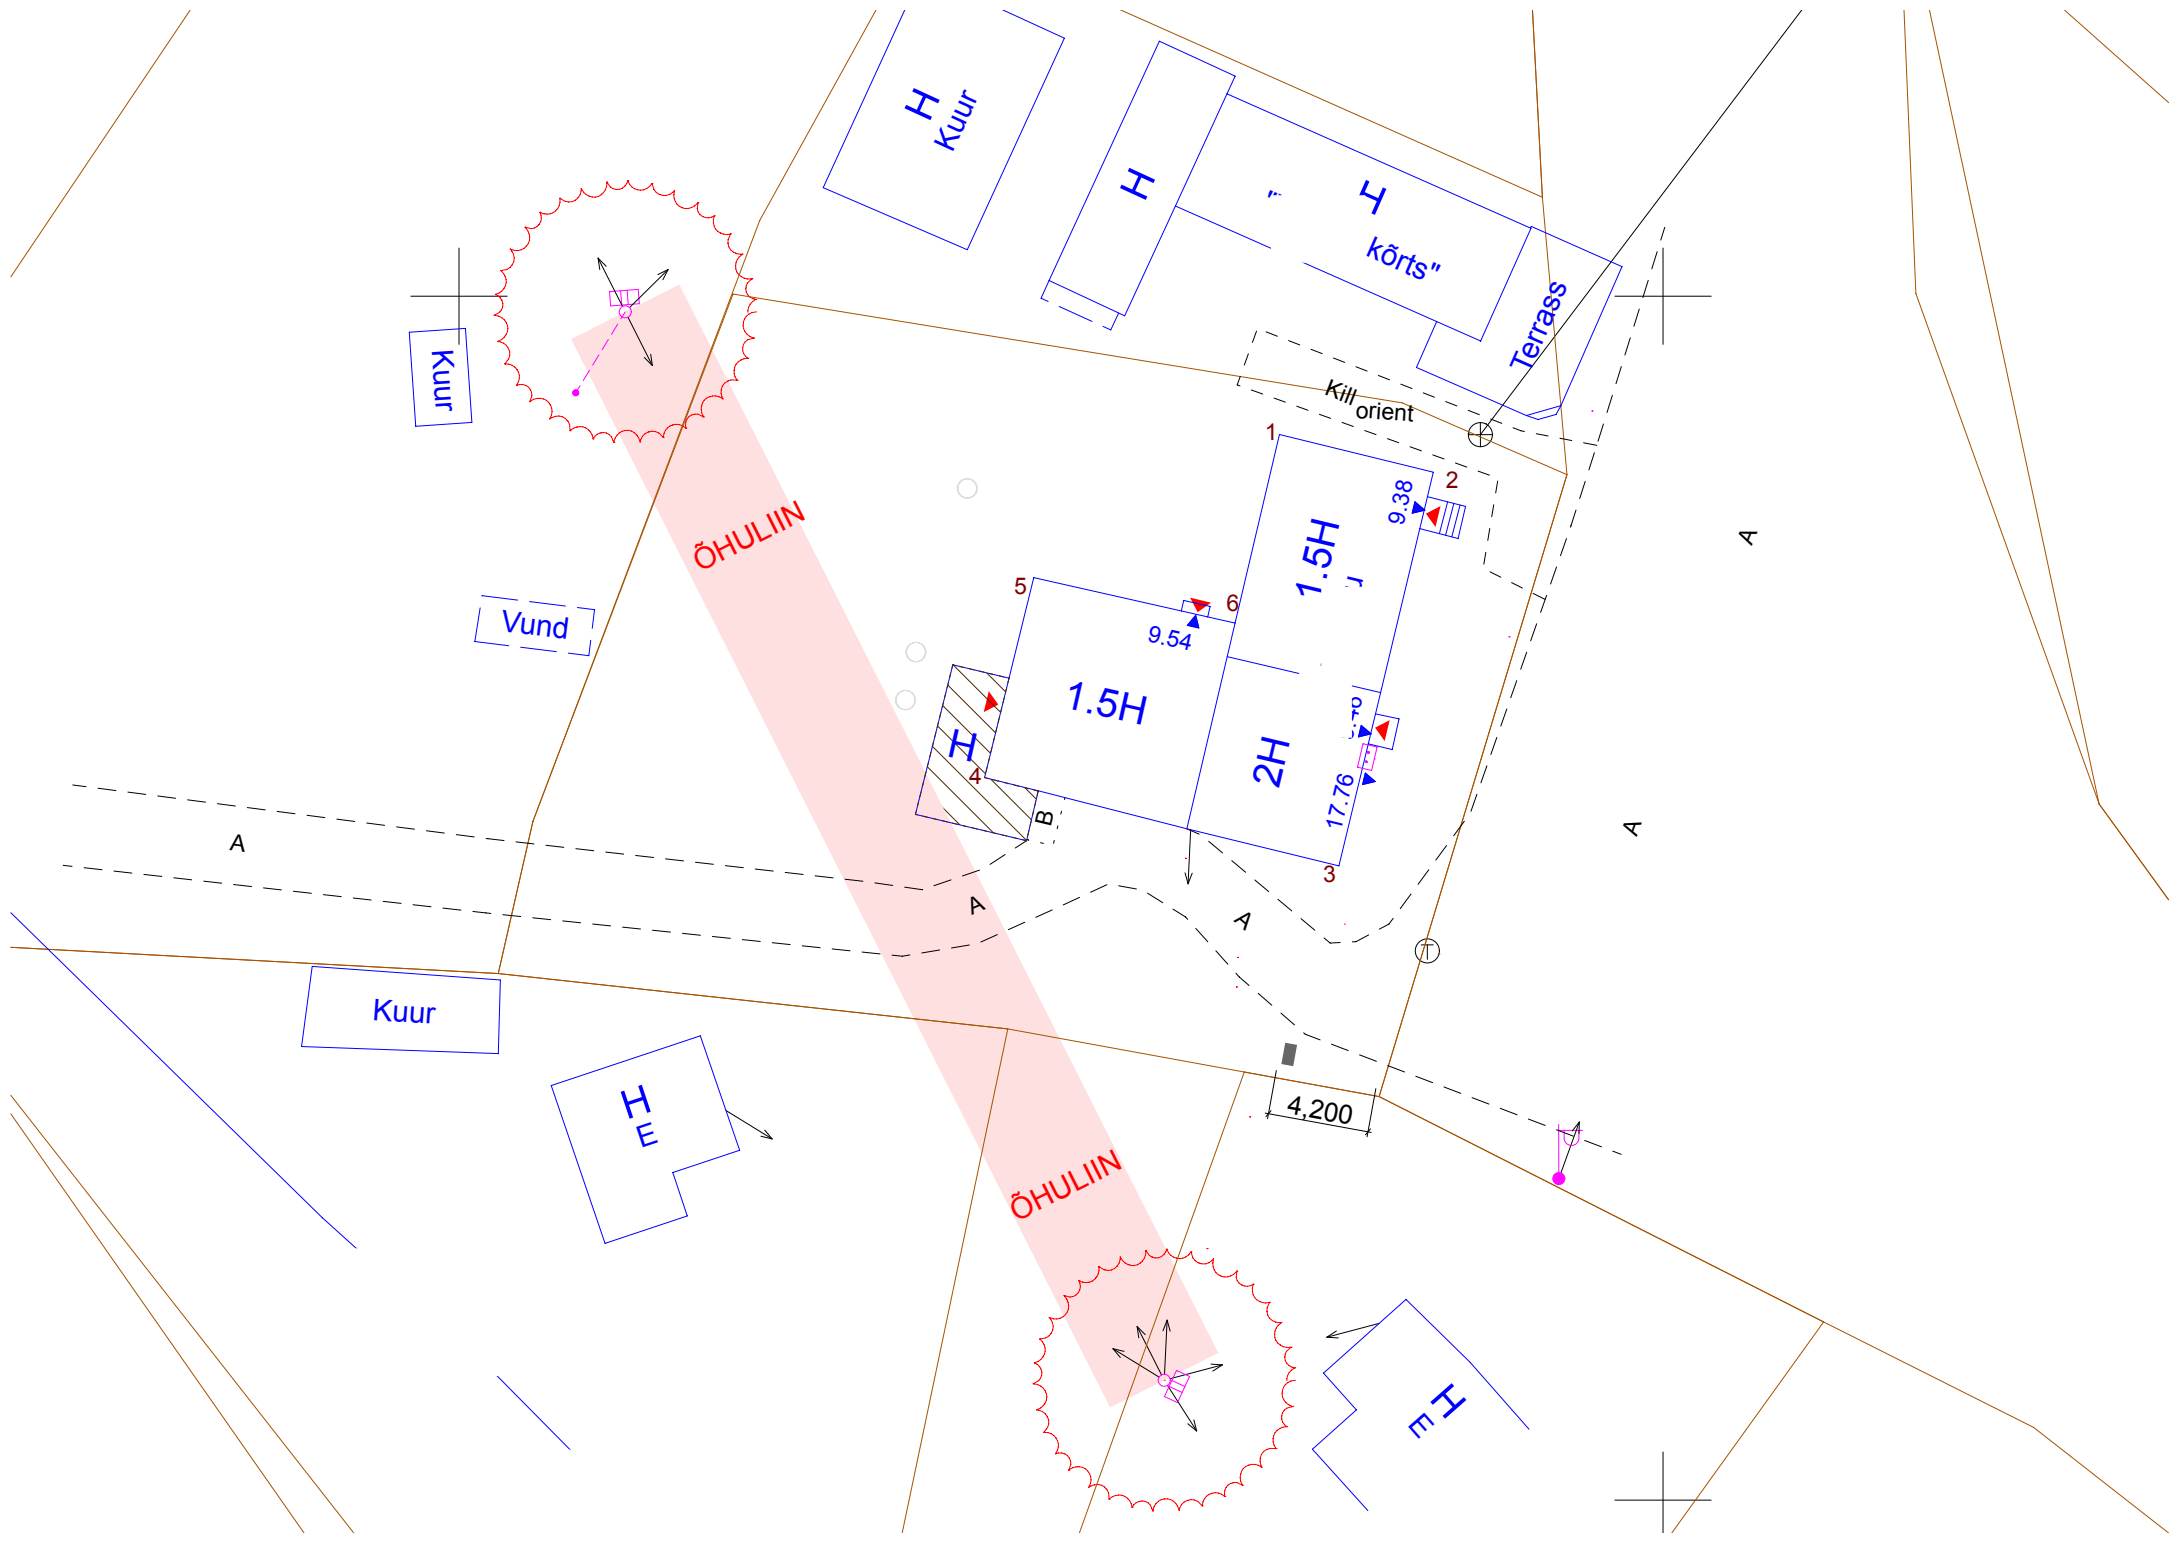 H
Kuur
H
kõrts"
Terrass
Kuur
Kill
orient
1
2
9.38
1.5H
ÕHULIIN
A
5
6
9.54
Vund
1.5H
H
4
2H
17.76
B
3
A
A
A
A
Kuur
4,200
H
E
ÕHULIIN
H
E
T